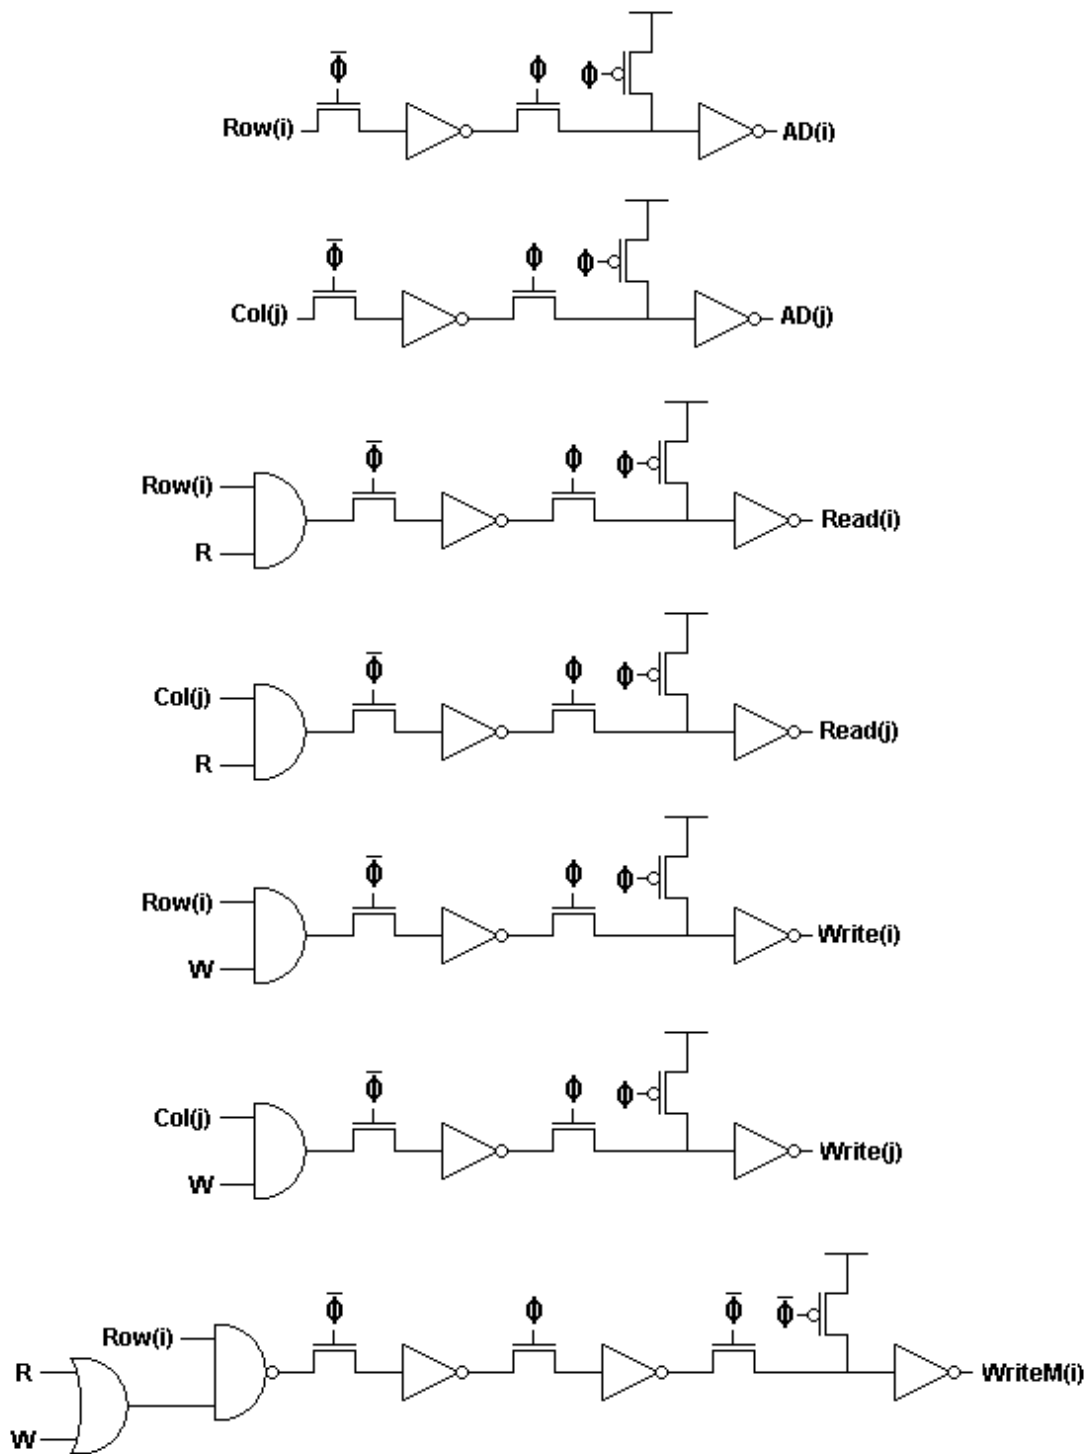 Φ̅ Φ Φ
Row(i) AD(i)
Φ̅ Φ Φ
Col(j) AD(j)
Φ̅ Φ Φ
Row(i)
R Read(i)
Φ̅ Φ Φ
Col(j)
R Read(j)
Φ̅ Φ Φ
Row(i)
W Write(i)
Φ̅ Φ Φ
Col(j)
W Write(j)
Φ̅ Φ Φ̅ Φ̅
Row(i)
R WriteM(i)
W